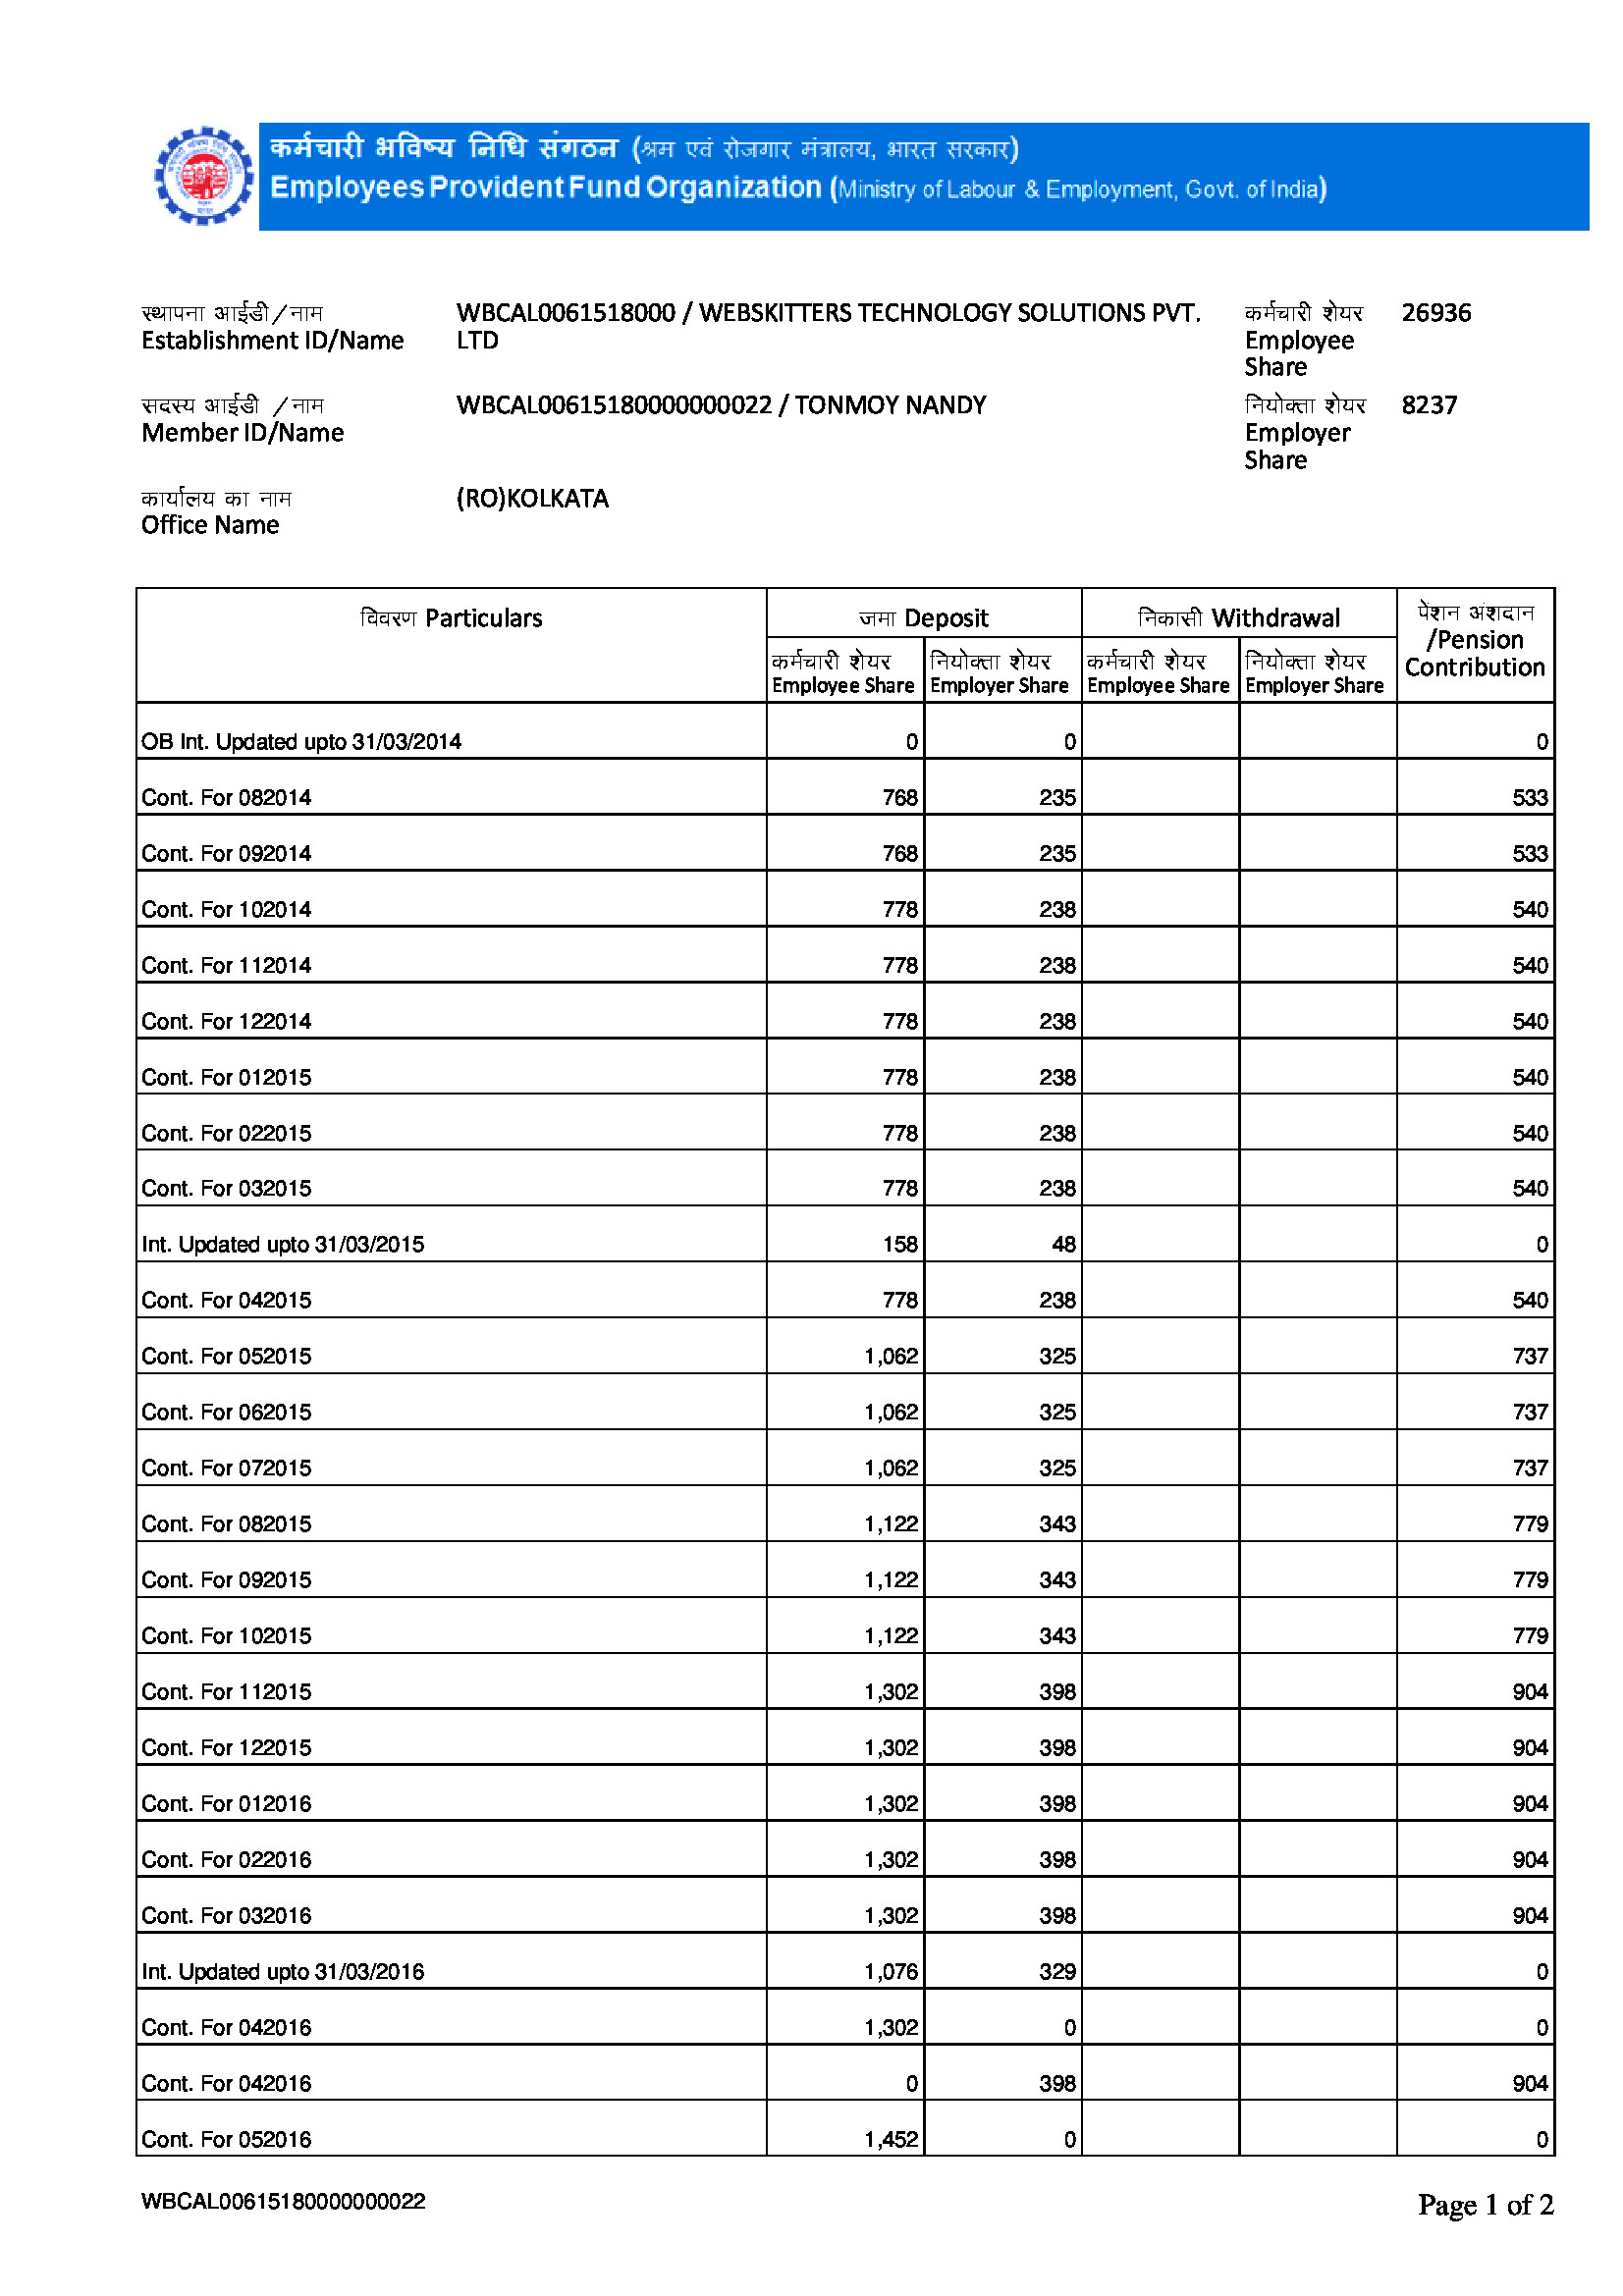 कर्मचारी भविष्य निधि संगठन (श्रम एवं रोजगार मंत्रालय, भारत सरकार)
Employees Provident Fund Organization (Ministry of Labour & Employment, Govt. of India)
स्थापना आईडी/नाम WBCAL0061518000 / WEBSKITTERS TECHNOLOGY SOLUTIONS PVT. कर्मचारी शेयर 26936
Establishment ID/Name LTD Employee
Share
सदस्य आईडी /नाम WBCAL00615180000000022 / TONMOY NANDY नियोक्ता शेयर 8237
Member ID/Name Employer
Share
कार्यालय का नाम (RO)KOLKATA
Office Name
विवरण Particulars जमा Deposit निकासी Withdrawal पेंशन अंशदान
/Pension
Contribution
कर्मचारी शेयर नियोक्ता शेयर कर्मचारी शेयर नियोक्ता शेयर
Employee Share Employer Share Employee Share Employer Share
OB Int. Updated upto 31/03/2014 0 0 0
Cont. For 082014 768 235 533
Cont. For 092014 768 235 533
Cont. For 102014 778 238 540
Cont. For 112014 778 238 540
Cont. For 122014 778 238 540
Cont. For 012015 778 238 540
Cont. For 022015 778 238 540
Cont. For 032015 778 238 540
Int. Updated upto 31/03/2015 158 48 0
Cont. For 042015 778 238 540
Cont. For 052015 1,062 325 737
Cont. For 062015 1,062 325 737
Cont. For 072015 1,062 325 737
Cont. For 082015 1,122 343 779
Cont. For 092015 1,122 343 779
Cont. For 102015 1,122 343 779
Cont. For 112015 1,302 398 904
Cont. For 122015 1,302 398 904
Cont. For 012016 1,302 398 904
Cont. For 022016 1,302 398 904
Cont. For 032016 1,302 398 904
Int. Updated upto 31/03/2016 1,076 329 0
Cont. For 042016 1,302 0 0
Cont. For 042016 0 398 904
Cont. For 052016 1,452 0 0
WBCAL00615180000000022 Page 1 of 2